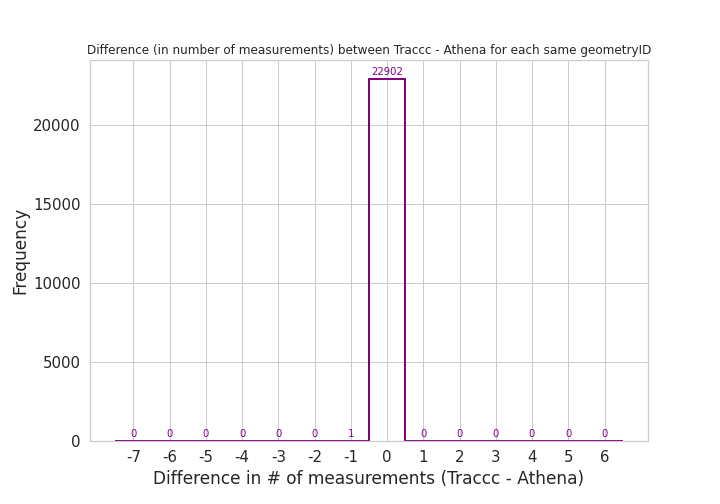 Difference (in number of measurements) between Traccc - Athena for each same geometryID
22902
20000
15000
10000
5000
0
Frequency
0 0 0 0 0 0 1 0 0 0 0 0 0
-7 -6 -5 -4 -3 -2 -1 0 1 2 3 4 5 6
Difference in # of measurements (Traccc - Athena)